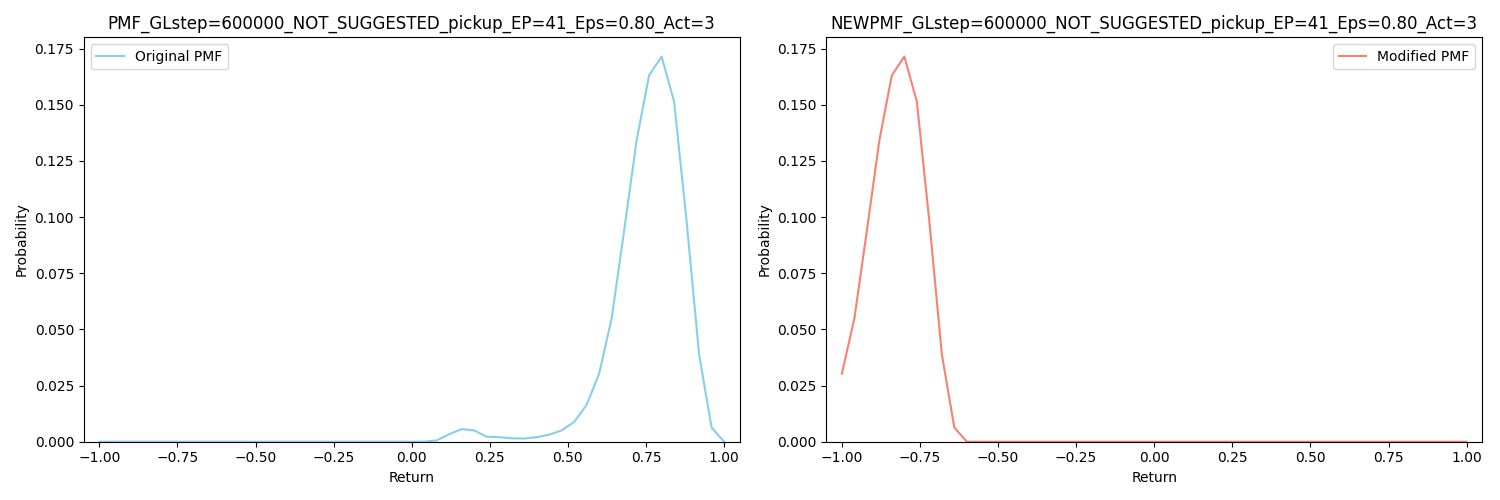 PMF_GLstep=600000_NOT_SUGGESTED_pickup_EP=41_Eps=0.80_Act=3
Original PMF
0.175
0.150
0.125
0.100
0.075
0.050
0.025
0.000
Probability
−1.00 −0.75 −0.50 −0.25 0.00 0.25 0.50 0.75 1.00
Return
NEWPMF_GLstep=600000_NOT_SUGGESTED_pickup_EP=41_Eps=0.80_Act=3
Modified PMF
0.175
0.150
0.125
0.100
0.075
0.050
0.025
0.000
Probability
−1.00 −0.75 −0.50 −0.25 0.00 0.25 0.50 0.75 1.00
Return